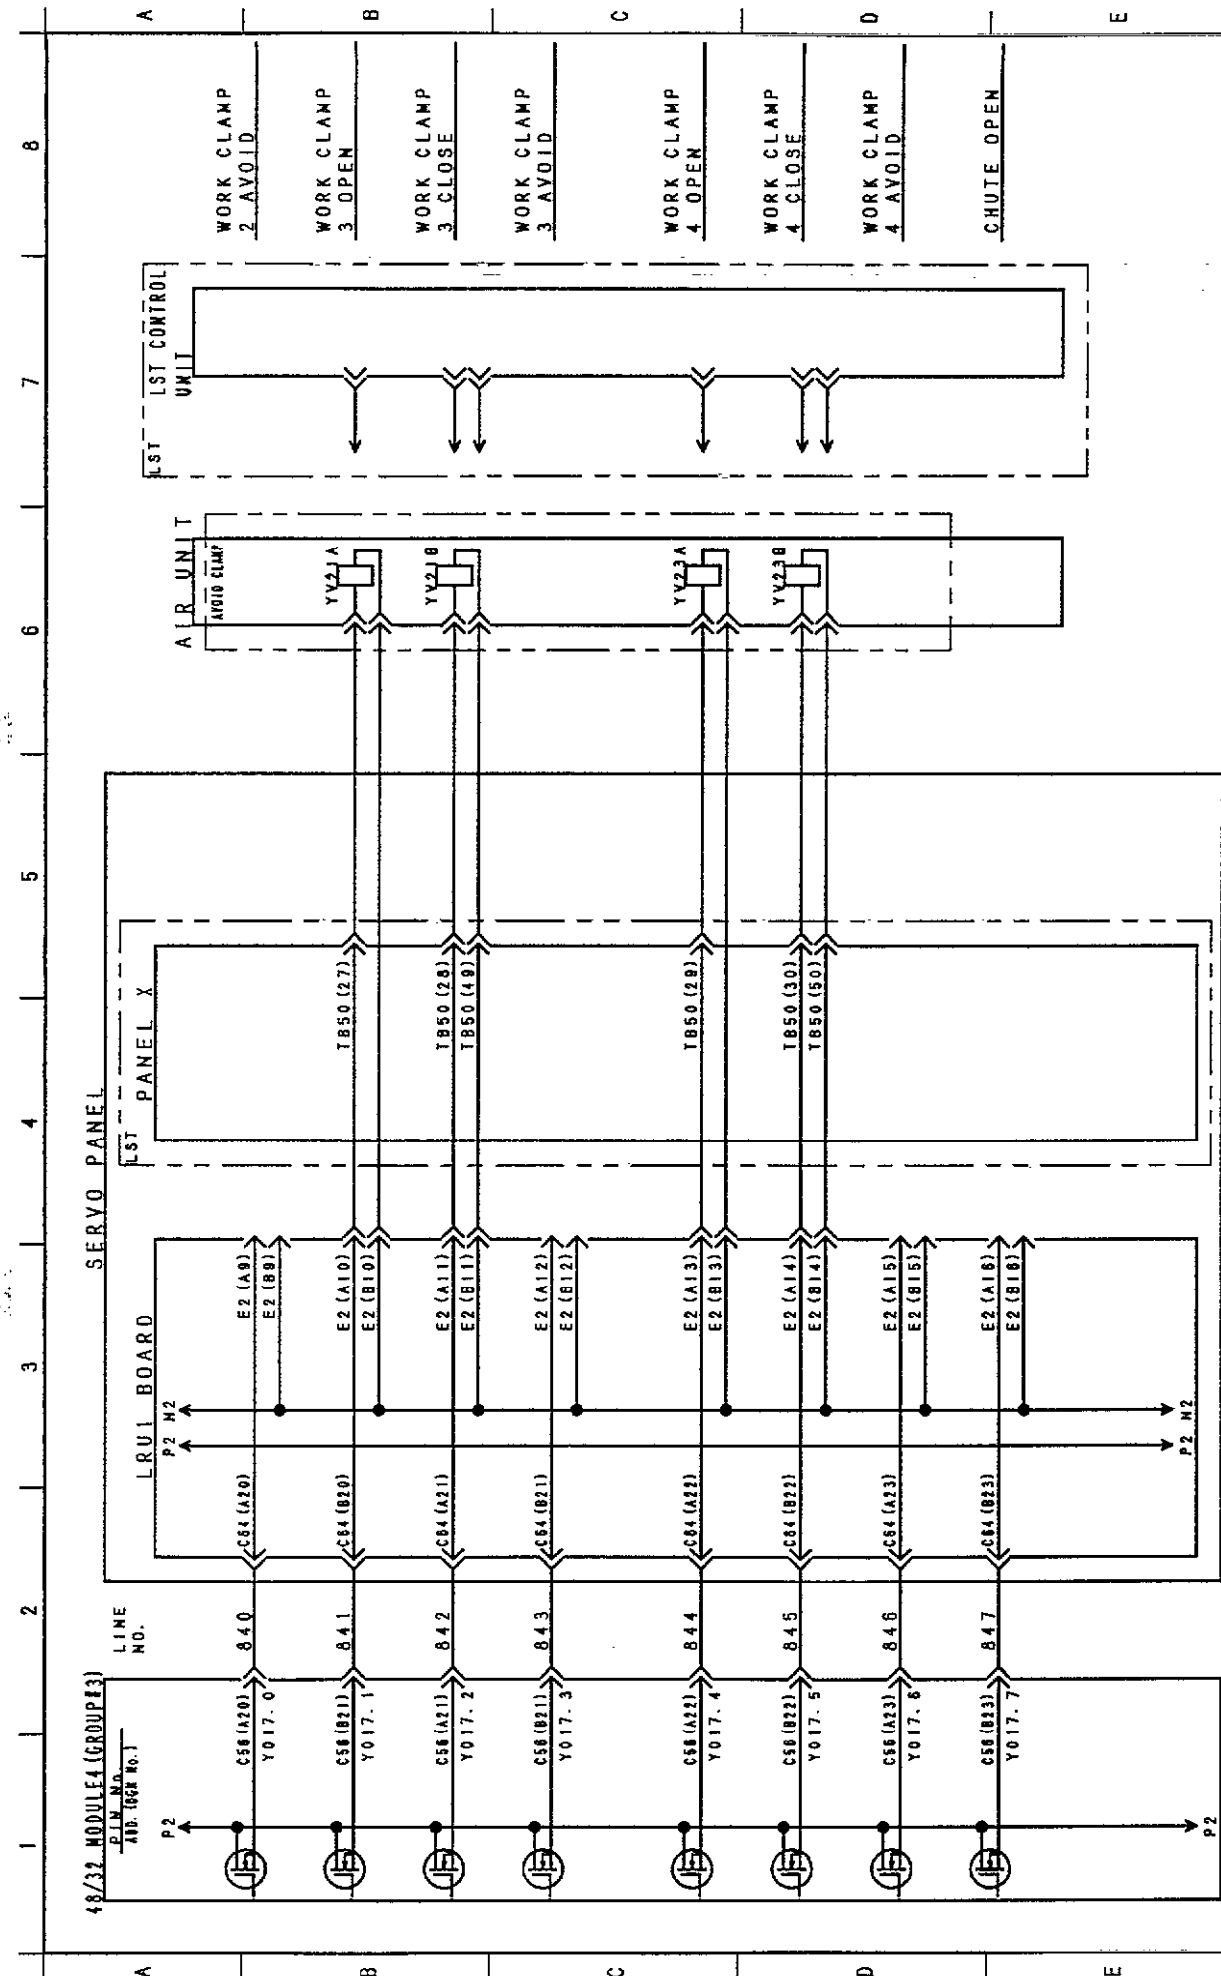 1 2 3 4 5 6 7 8
A
B
C
D
E
48/32 MODULE4(GROUP#3)
PIN NO.
ADD.(BGK No.)
LINE
NO.
SERVO PANEL
LRU1 BOARD
LST
PANEL X
AIR UNIT
AVOID CLAMP
LST
LST CONTROL
UNIT
P2
P2 N2
C56(A20)
Y017.0
840
C64(A20)
E2(A9)
E2(B9)
WORK CLAMP
2 AVOID
C56(B21)
Y017.1
841
C64(B20)
E2(A10)
E2(B10)
TB50(27)
YV21A
WORK CLAMP
3 OPEN
C56(A21)
Y017.2
842
C64(A21)
E2(A11)
E2(B11)
TB50(28)
TB50(49)
YV21B
WORK CLAMP
3 CLOSE
C56(B21)
Y017.3
843
C64(B21)
E2(A12)
E2(B12)
WORK CLAMP
3 AVOID
C56(A22)
Y017.4
844
C64(A22)
E2(A13)
E2(B13)
TB50(29)
YV23A
WORK CLAMP
4 OPEN
C56(B22)
Y017.5
845
C64(B22)
E2(A14)
E2(B14)
TB50(30)
TB50(50)
YV23B
WORK CLAMP
4 CLOSE
C56(A23)
Y017.6
846
C64(A23)
E2(A15)
E2(B15)
WORK CLAMP
4 AVOID
C56(B23)
Y017.7
847
C64(B23)
E2(A16)
E2(B16)
CHUTE OPEN
P2
P2 N2
A
B
C
D
E